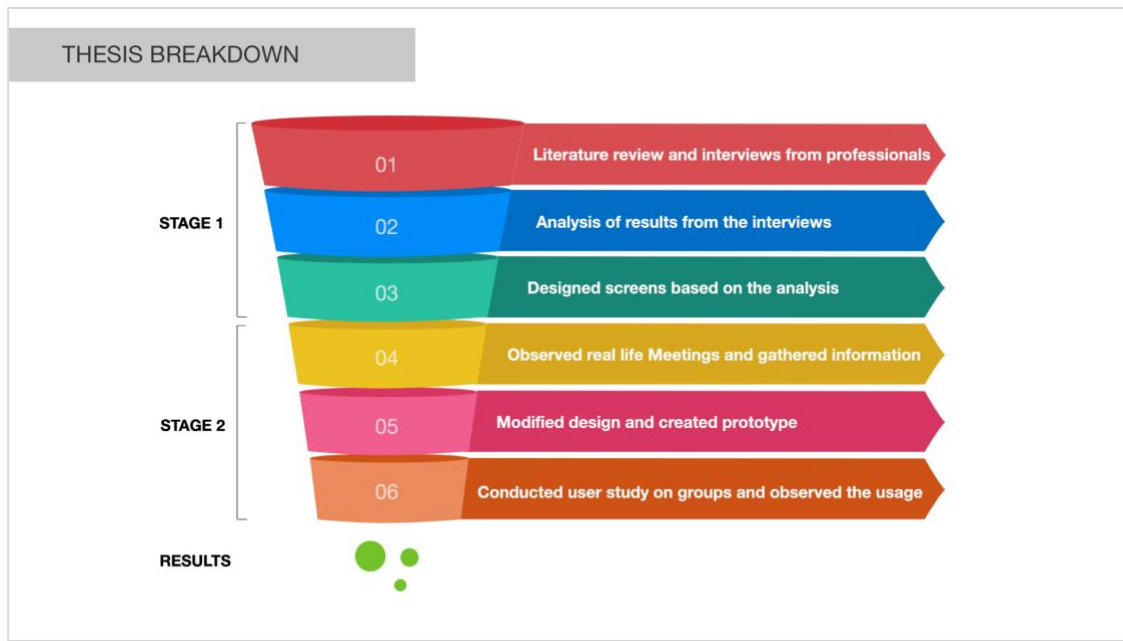 THESIS BREAKDOWN
STAGE 1
01
Literature review and interviews from professionals
02
Analysis of results from the interviews
03
Designed screens based on the analysis
STAGE 2
04
Observed real life Meetings and gathered information
05
Modified design and created prototype
06
Conducted user study on groups and observed the usage
RESULTS